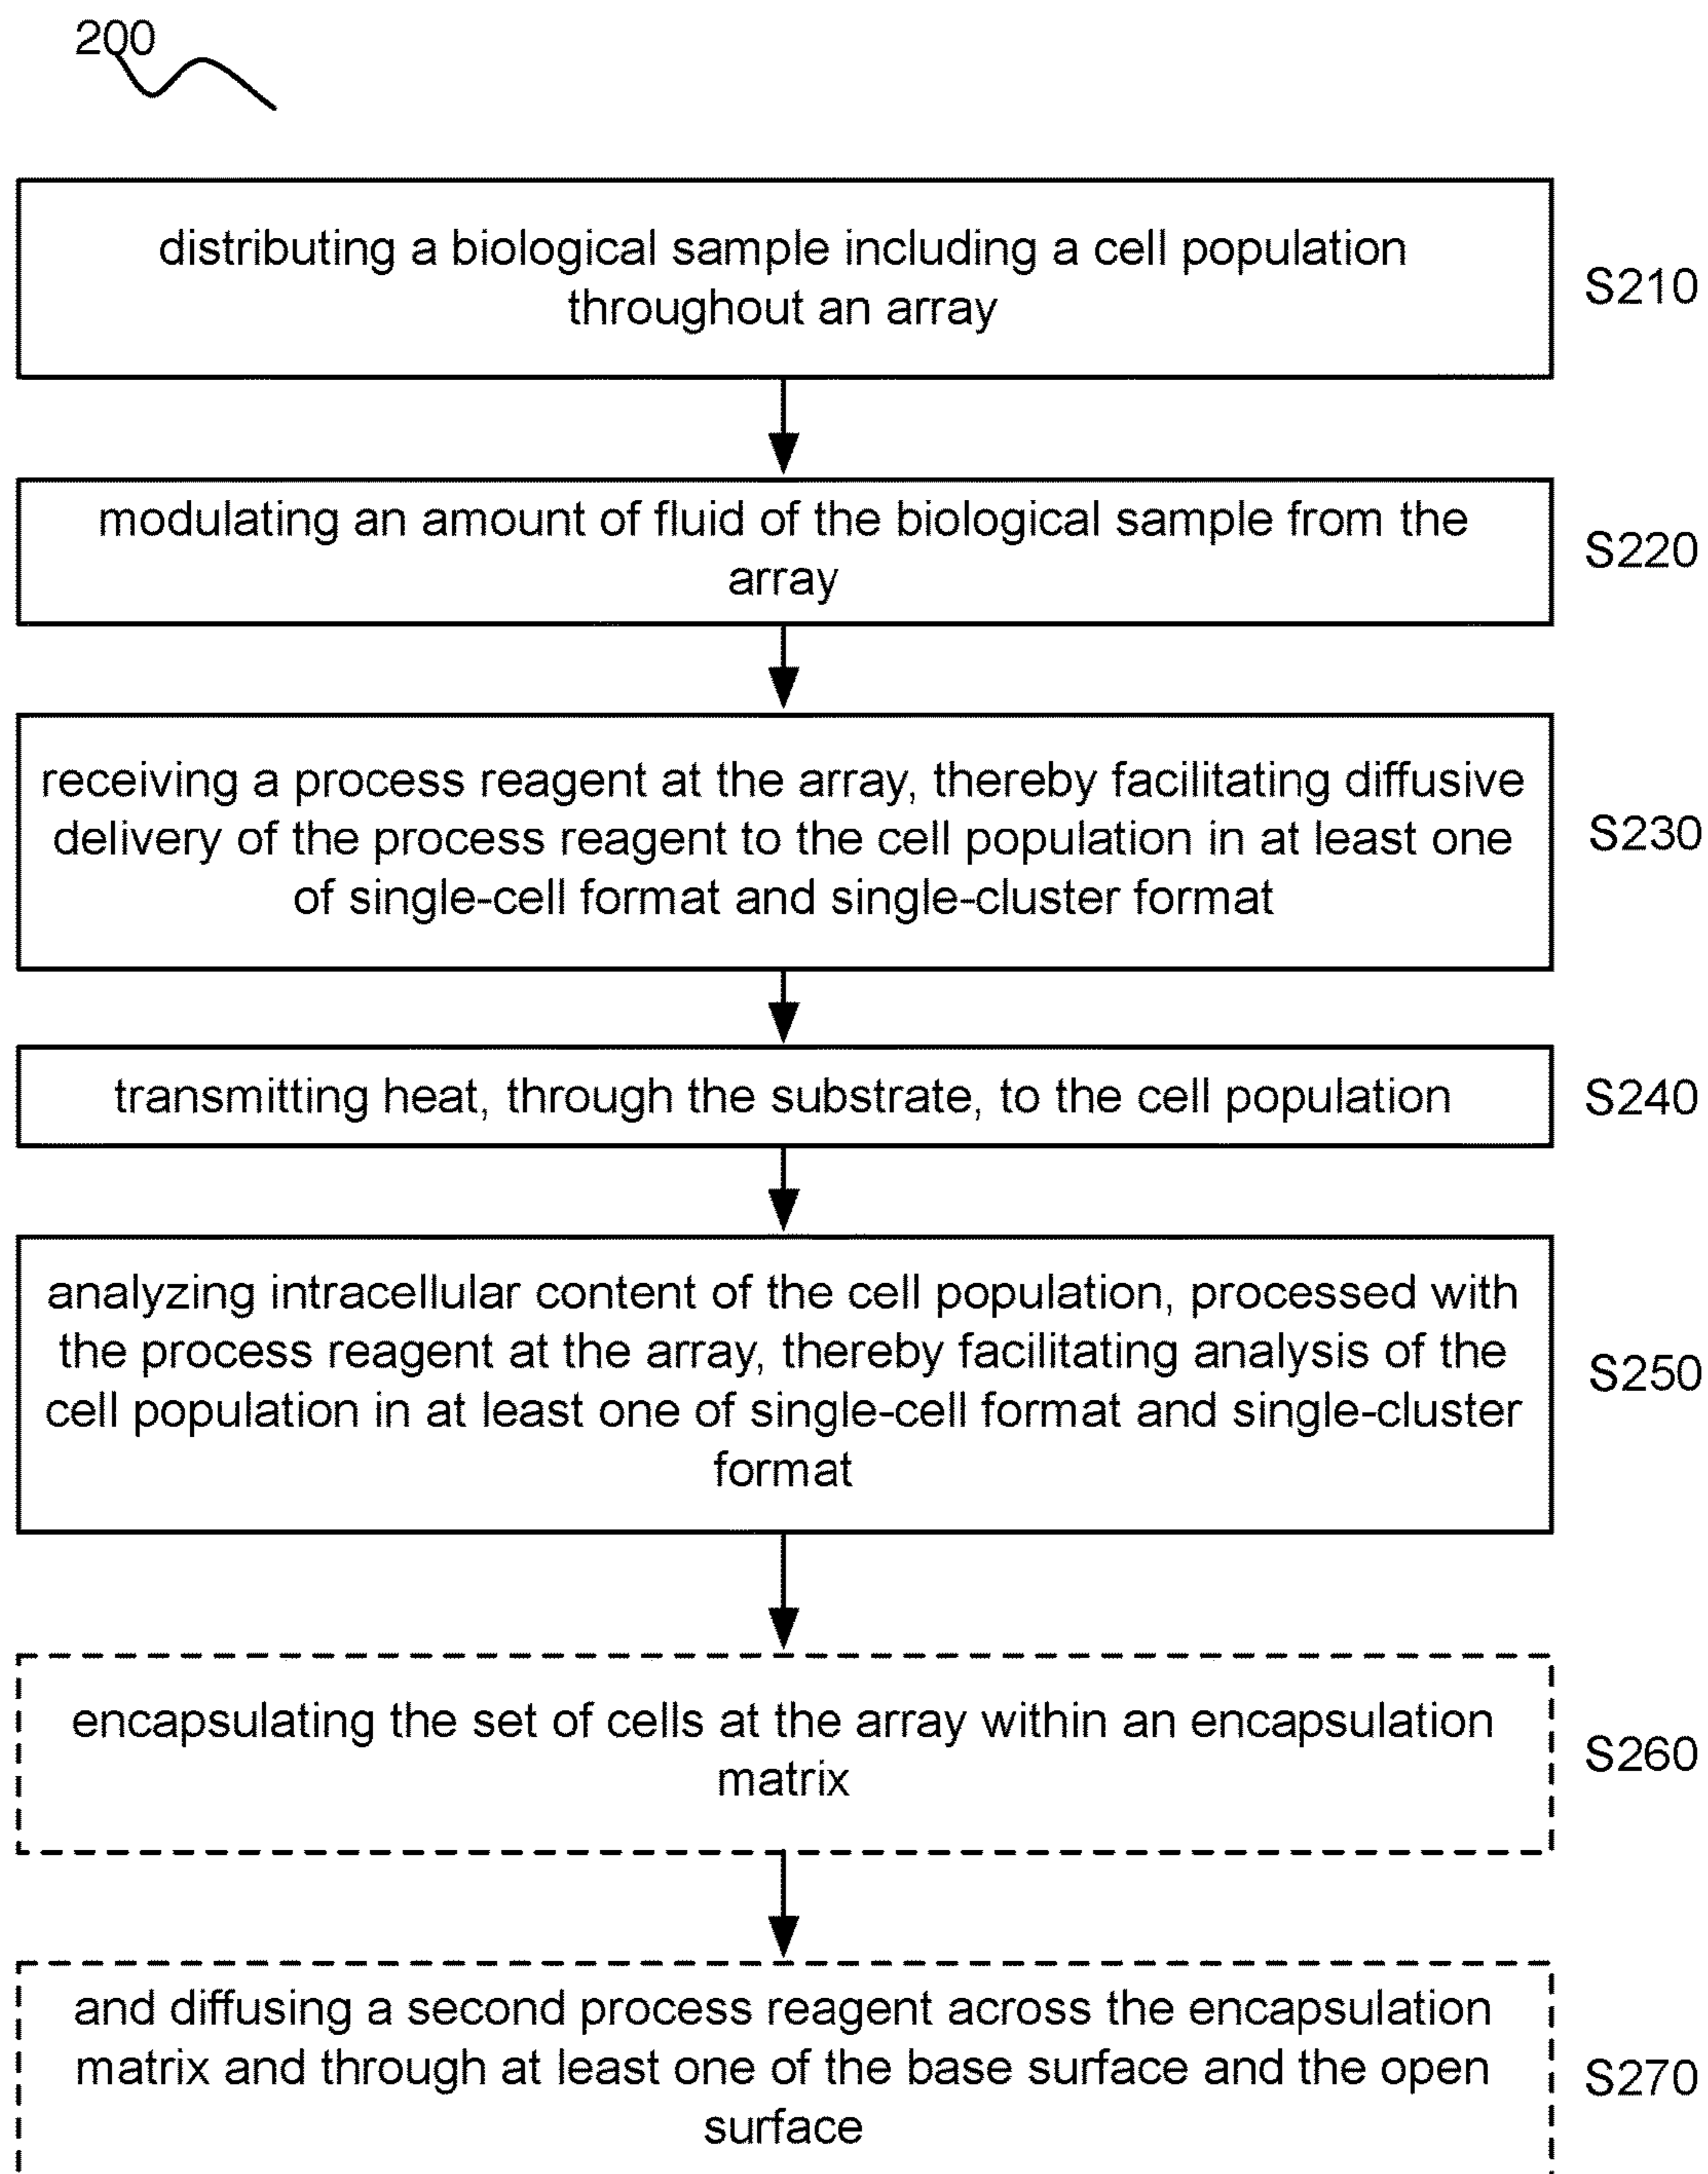 200
distributing a biological sample including a cell population
throughout an array
S210
modulating an amount of fluid of the biological sample from the
array
S220
receiving a process reagent at the array, thereby facilitating diffusive
delivery of the process reagent to the cell population in at least one
of single-cell format and single-cluster format
S230
transmitting heat, through the substrate, to the cell population
S240
analyzing intracellular content of the cell population, processed with
the process reagent at the array, thereby facilitating analysis of the
cell population in at least one of single-cell format and single-cluster
format
S250
encapsulating the set of cells at the array within an encapsulation
matrix
S260
and diffusing a second process reagent across the encapsulation
matrix and through at least one of the base surface and the open
surface
S270